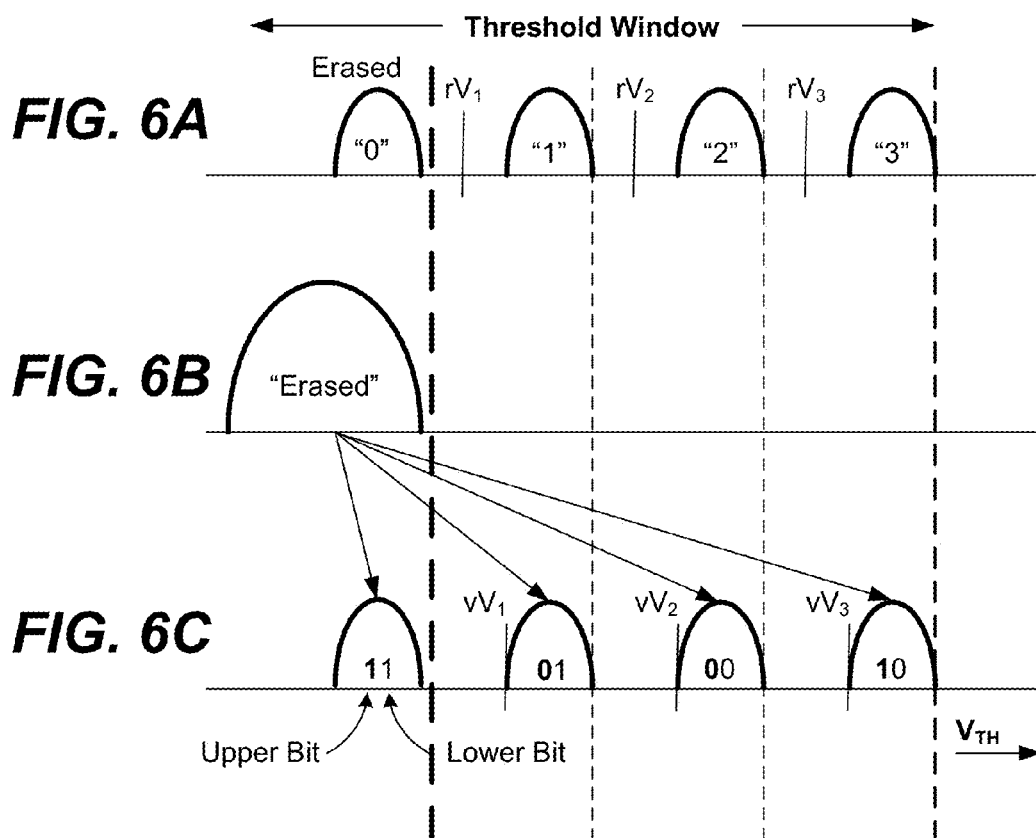 Threshold Window
Erased
rV₁ rV₂ rV₃
FIG. 6A
“0” “1” “2” “3”
FIG. 6B
“Erased”
vV₁ vV₂ vV₃
FIG. 6C
11 01 00 10
Upper Bit Lower Bit
V_TH